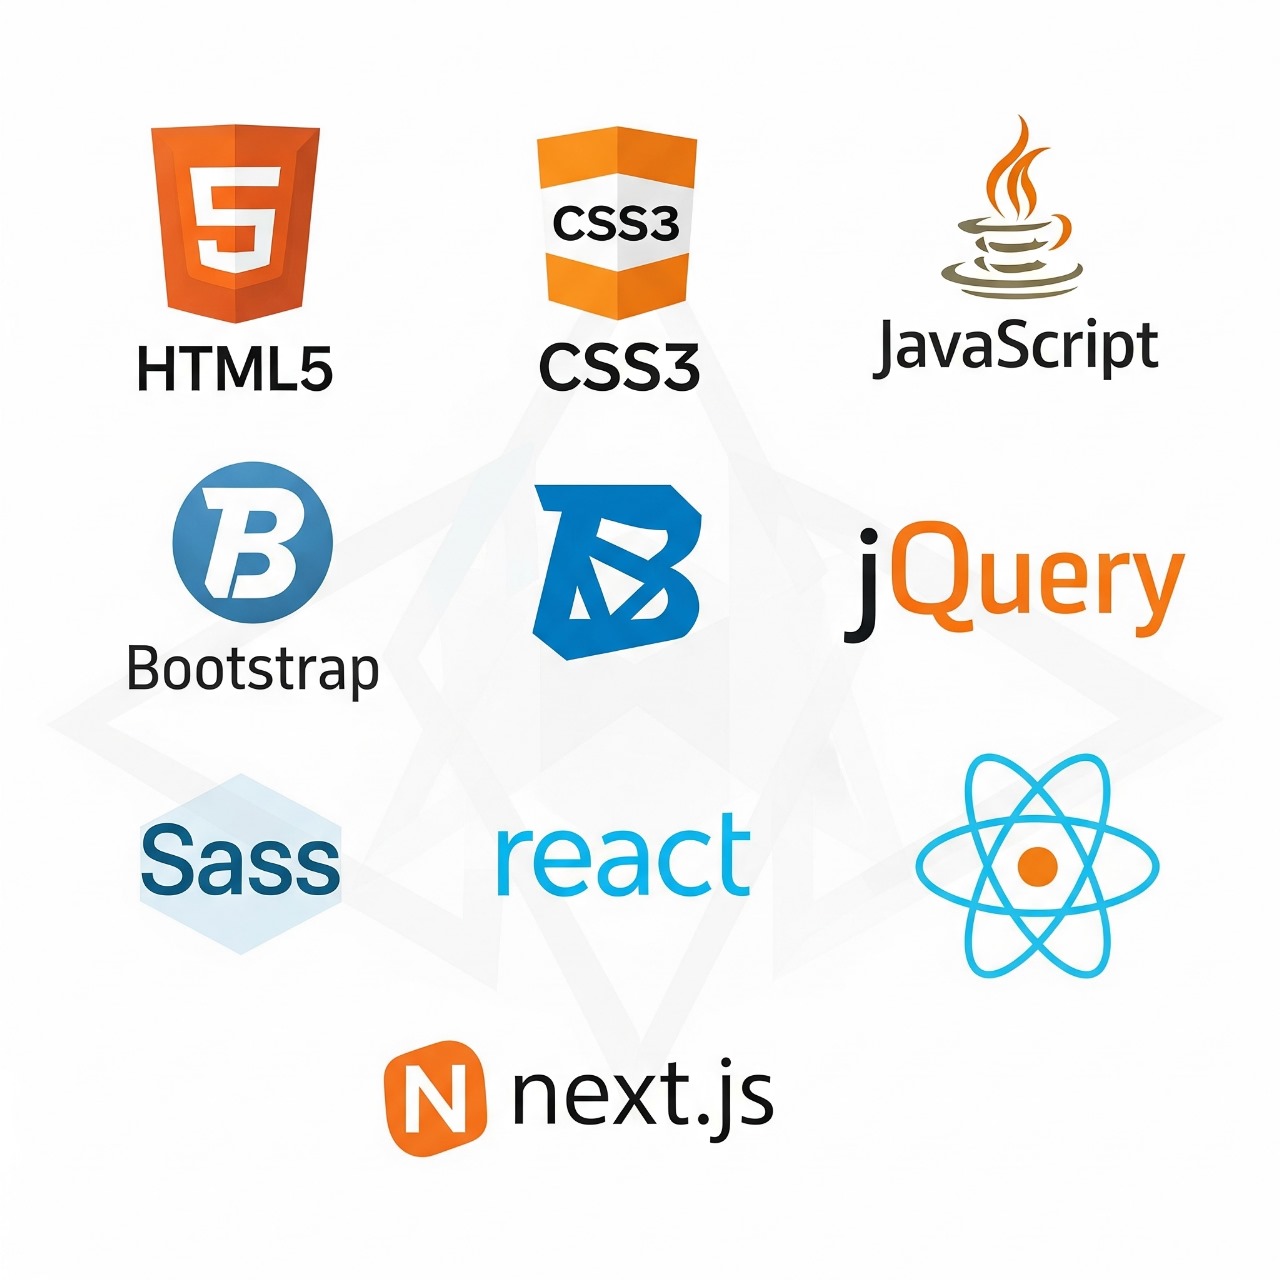 5
CSS3
HTML5
CSS3
JavaScript
B
B
jQuery
Bootstrap
Sass
react
N next.js